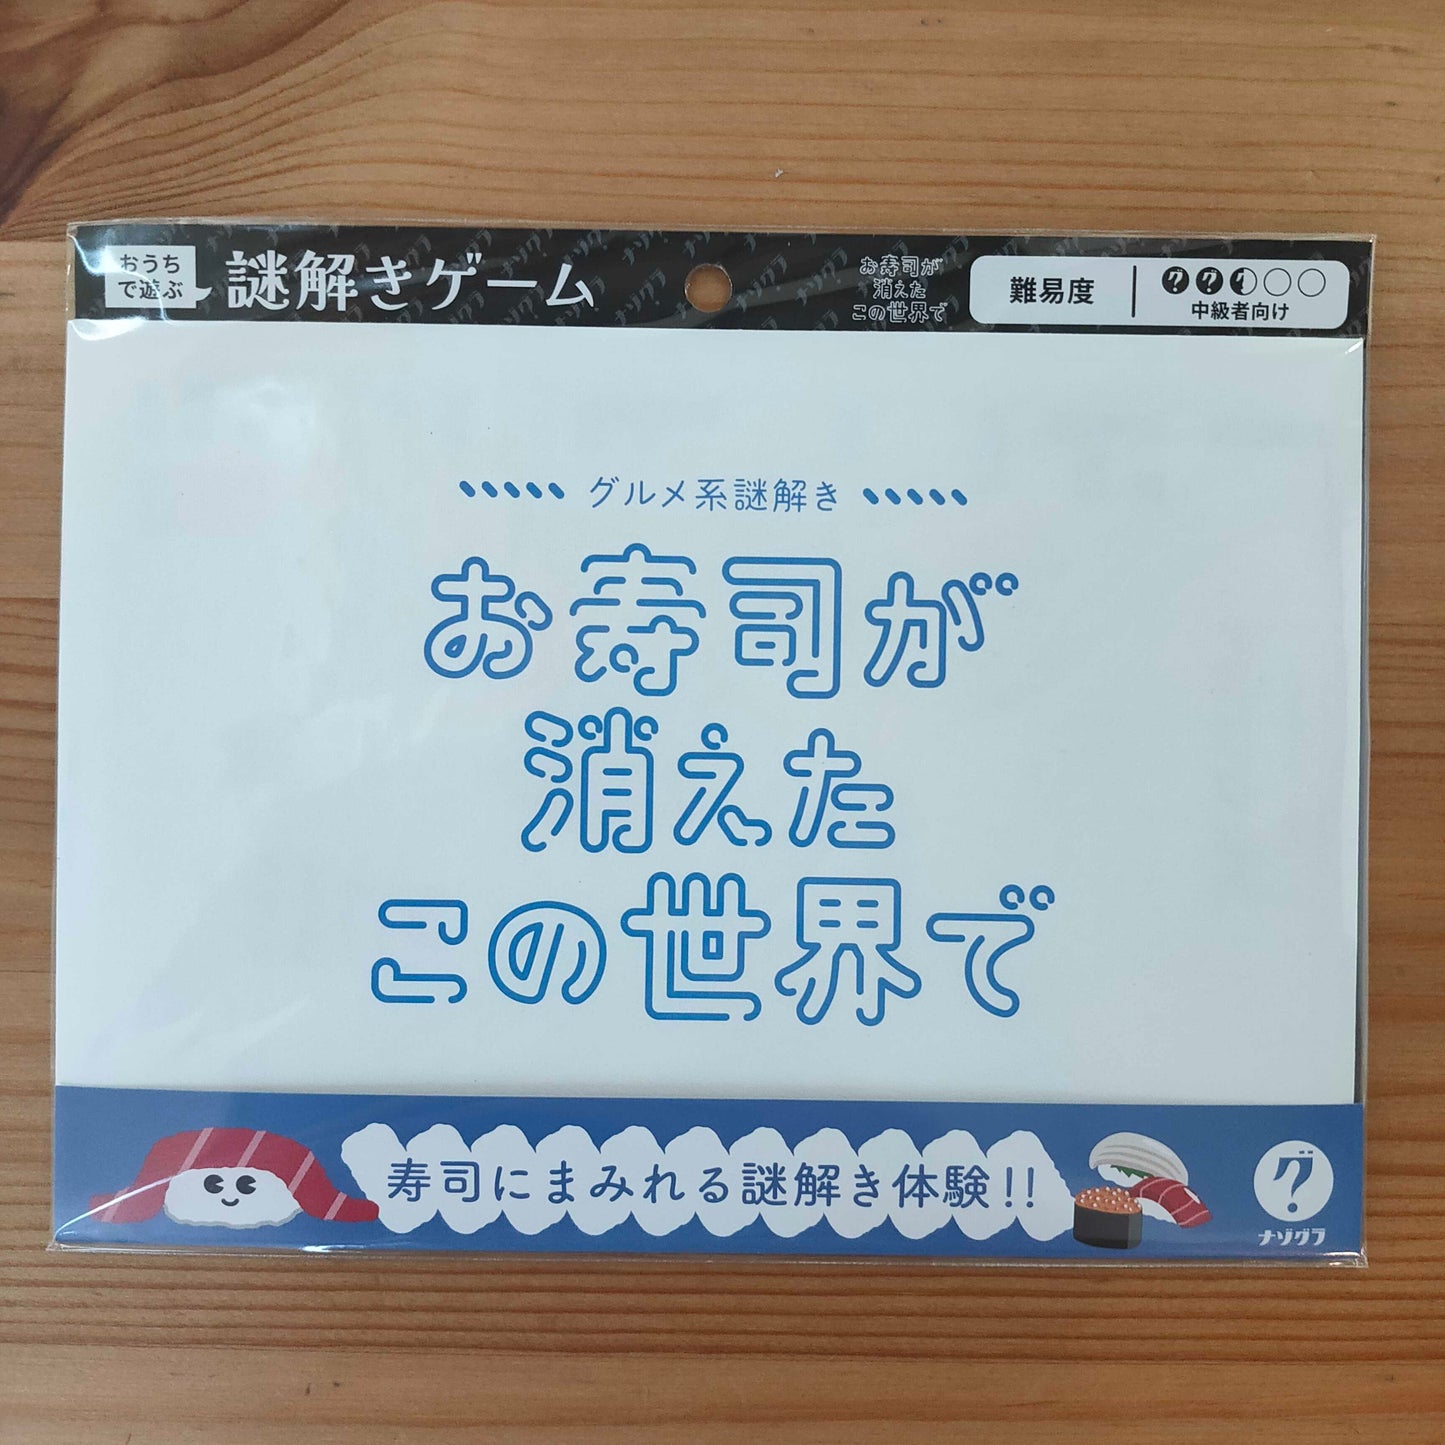 おうち
で遊ぶ
謎解きゲーム
お寿司が
消えた
この世界で
難易度
中級者向け
グルメ系謎解き
お寿司が
消えた
この世界で
寿司にまみれる謎解き体験!!
グ
ナゾグラ